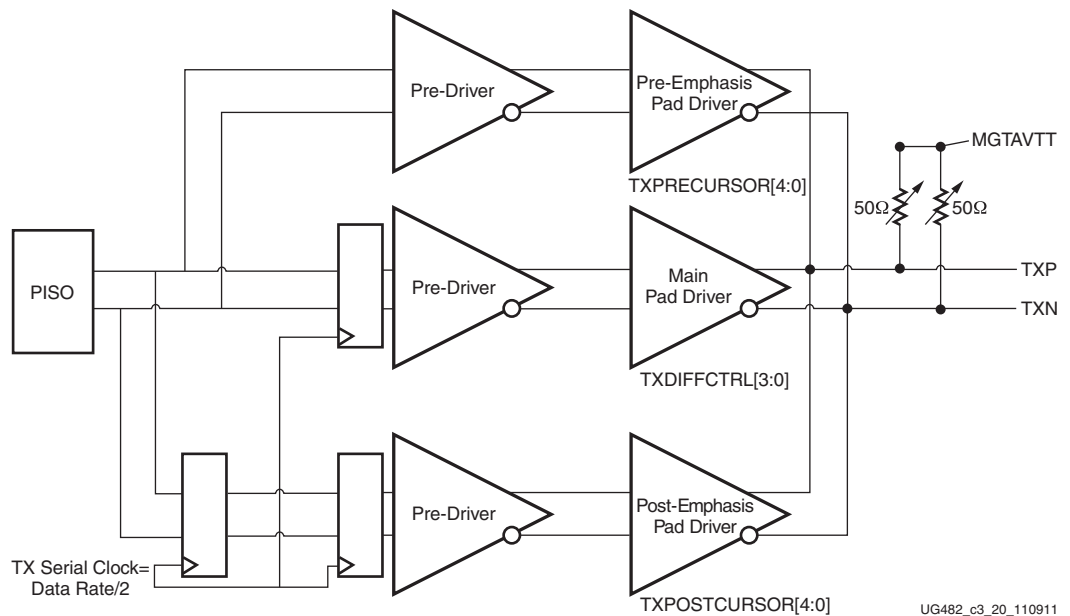 Pre-Driver
Pre-Emphasis
Pad Driver
MGTAVTT
TXPRECURSOR[4:0]
50Ω
50Ω
PISO
Pre-Driver
Main
Pad Driver
TXP
TXN
TXDIFFCTRL[3:0]
Pre-Driver
Post-Emphasis
Pad Driver
TX Serial Clock=
Data Rate/2
TXPOSTCURSOR[4:0]
UG482_c3_20_110911